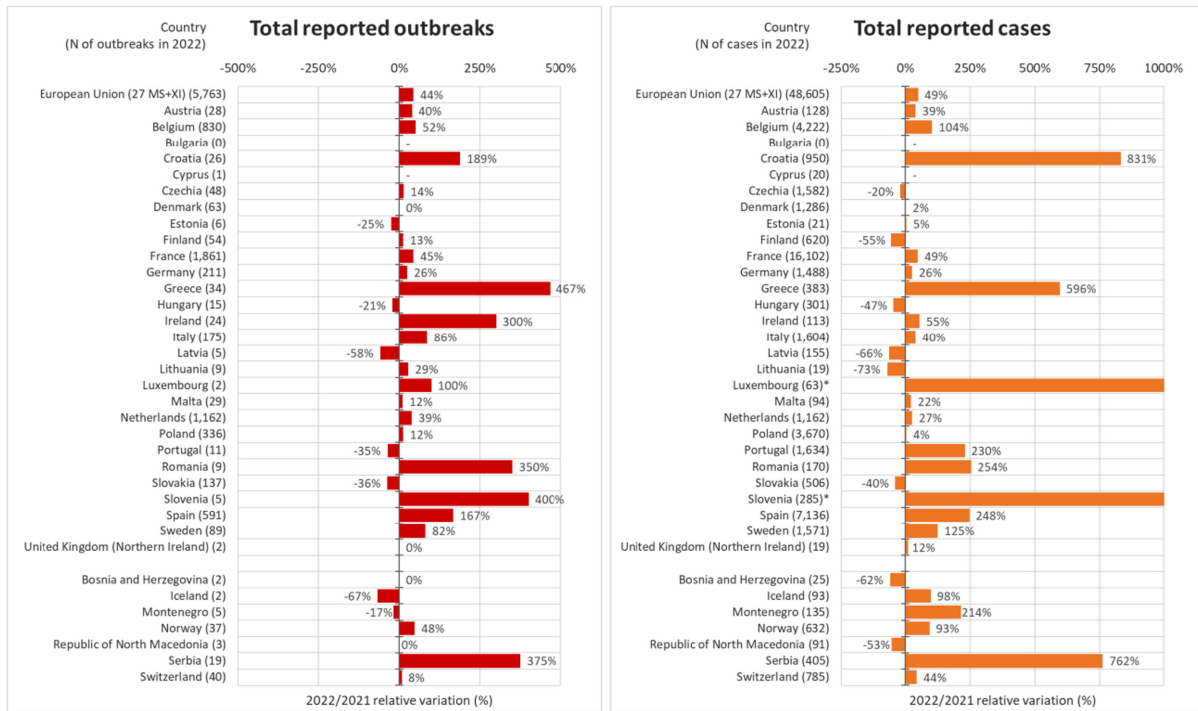 Country
(N of outbreaks in 2022)
Total reported outbreaks
-500% -250% 0% 250% 500%
European Union (27 MS+XI) (5,763) 44%
Austria (28) 40%
Belgium (830) 52%
Bulgaria (0) -
Croatia (26) 189%
Cyprus (1) -
Czechia (48) 14%
Denmark (63) 0%
Estonia (6) -25%
Finland (54) 13%
France (1,861) 45%
Germany (211) 26%
Greece (34) 467%
Hungary (15) -21%
Ireland (24) 300%
Italy (175) 86%
Latvia (5) -58%
Lithuania (9) 29%
Luxembourg (2) 100%
Malta (29) 12%
Netherlands (1,162) 39%
Poland (336) 12%
Portugal (11) -35%
Romania (9) 350%
Slovakia (137) -36%
Slovenia (5) 400%
Spain (591) 167%
Sweden (89) 82%
United Kingdom (Northern Ireland) (2) 0%
Bosnia and Herzegovina (2) 0%
Iceland (2) -67%
Montenegro (5) -17%
Norway (37) 48%
Republic of North Macedonia (3) 0%
Serbia (19) 375%
Switzerland (40) 8%
2022/2021 relative variation (%)
Country
(N of cases in 2022)
Total reported cases
-250% 0% 250% 500% 750% 1000%
European Union (27 MS+XI) (48,605) 49%
Austria (128) 39%
Belgium (4,222) 104%
Bulgaria (0) -
Croatia (950) 831%
Cyprus (20) -
Czechia (1,582) -20%
Denmark (1,286) 2%
Estonia (21) 5%
Finland (620) -55%
France (16,102) 49%
Germany (1,488) 26%
Greece (383) 596%
Hungary (301) -47%
Ireland (113) 55%
Italy (1,604) 40%
Latvia (155) -66%
Lithuania (19) -73%
Luxembourg (63)*
Malta (94) 22%
Netherlands (1,162) 27%
Poland (3,670) 4%
Portugal (1,634) 230%
Romania (170) 254%
Slovakia (506) -40%
Slovenia (285)*
Spain (7,136) 248%
Sweden (1,571) 125%
United Kingdom (Northern Ireland) (19) 12%
Bosnia and Herzegovina (25) -62%
Iceland (93) 98%
Montenegro (135) 214%
Norway (632) 93%
Republic of North Macedonia (91) -53%
Serbia (405) 762%
Switzerland (785) 44%
2022/2021 relative variation (%)